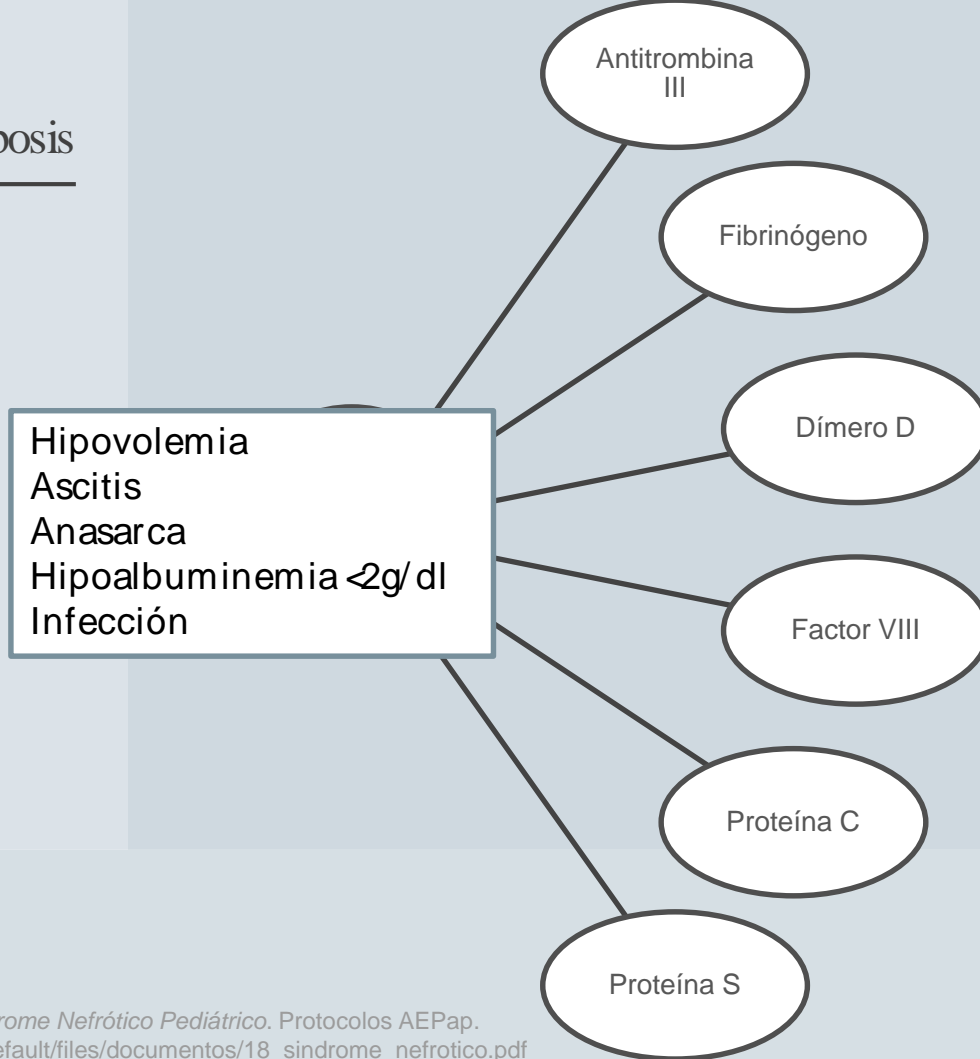 posis
Antitrombina
III
Fibrinógeno
Dímero D
Hipovolemia
Ascitis
Anasarca
Hipoalbuminemia <2g/dl
Infección
Factor VIII
Proteína C
Proteína S
rome Nefrótico Pediátrico. Protocolos AEPap.
efault/files/documentos/18_sindrome_nefrotico.pdf